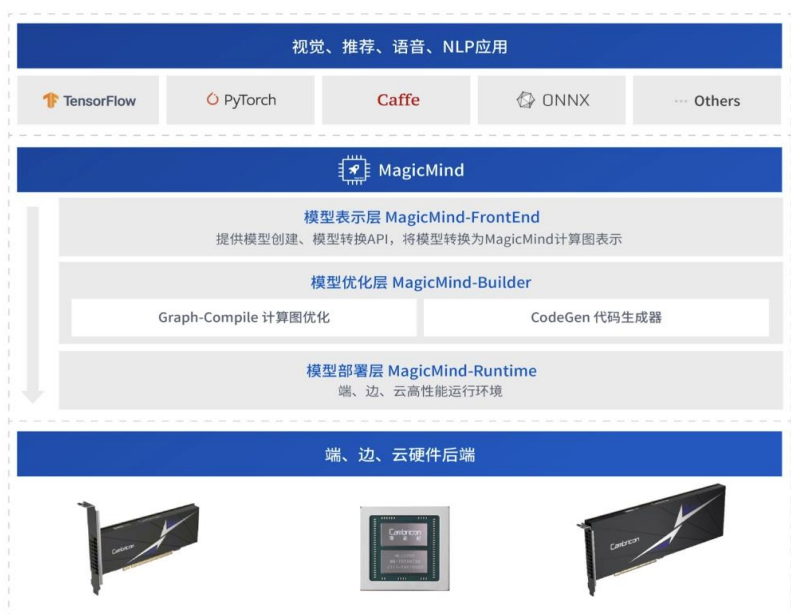 视觉、推荐、语音、NLP应用
TensorFlow
PyTorch
Caffe
ONNX
Others
MagicMind
模型表示层 MagicMind-FrontEnd
提供模型创建、模型转换API，将模型转换为MagicMind计算图表示
模型优化层 MagicMind-Builder
Graph-Compile 计算图优化
CodeGen 代码生成器
模型部署层 MagicMind-Runtime
端、边、云高性能运行环境
端、边、云硬件后端
Cambricon
Cambricon
Cambricon